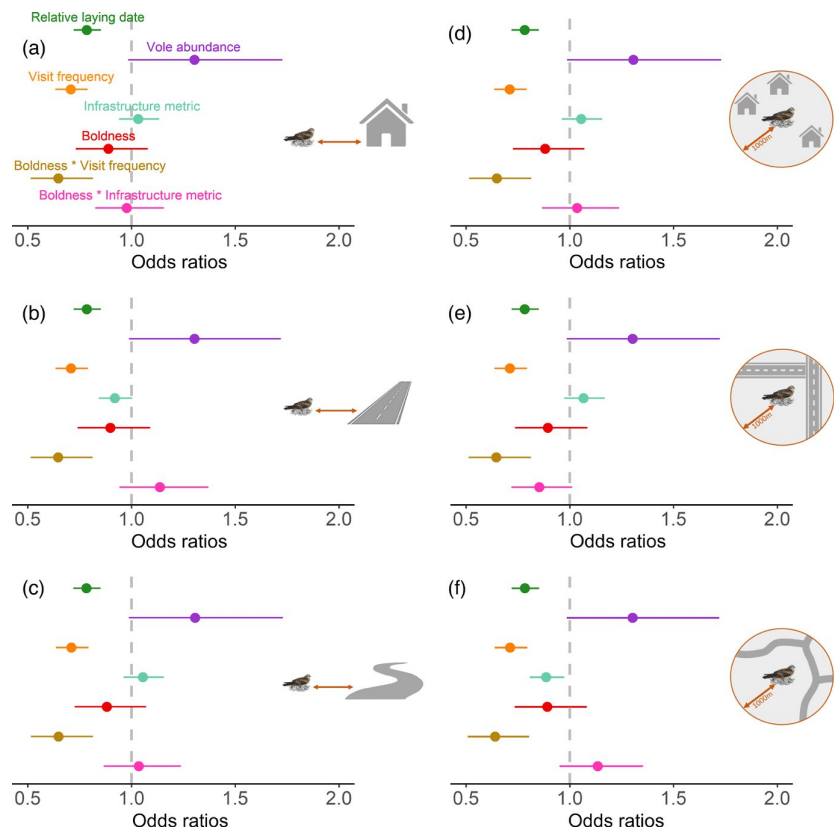 (a)
Relative laying date
Vole abundance
Visit frequency
Infrastructure metric
Boldness
Boldness * Visit frequency
Boldness * Infrastructure metric
0.5 1.0 1.5 2.0
Odds ratios
(d)
1000m
0.5 1.0 1.5 2.0
Odds ratios
(b)
0.5 1.0 1.5 2.0
Odds ratios
(e)
1000m
0.5 1.0 1.5 2.0
Odds ratios
(c)
0.5 1.0 1.5 2.0
Odds ratios
(f)
1000m
0.5 1.0 1.5 2.0
Odds ratios